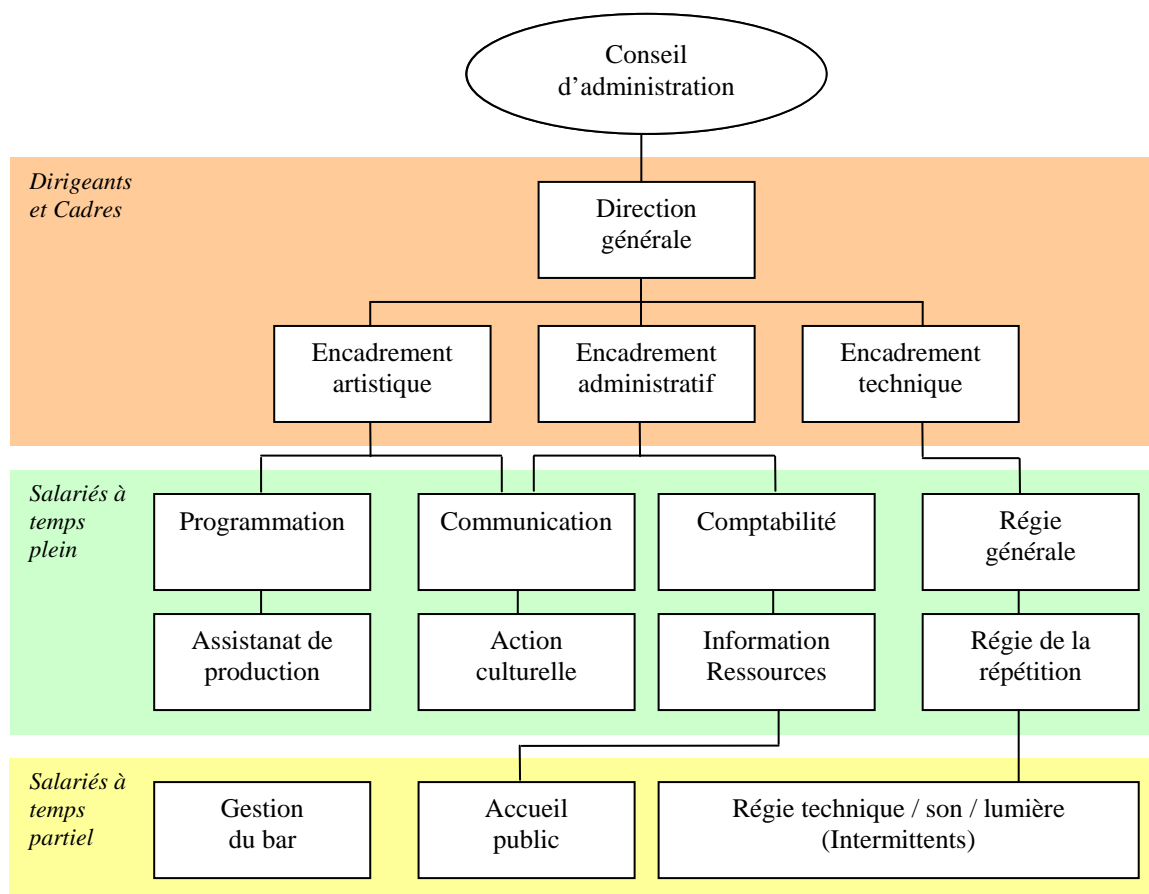 Conseil
d’administration
Dirigeants
et Cadres
Direction
générale
Encadrement
artistique
Encadrement
administratif
Encadrement
technique
Salariés à
temps
plein
Programmation
Communication
Comptabilité
Régie
générale
Assistanat de
production
Action
culturelle
Information
Ressources
Régie de la
répétition
Salariés à
temps
partiel
Gestion
du bar
Accueil
public
Régie technique / son / lumière
(Intermittents)